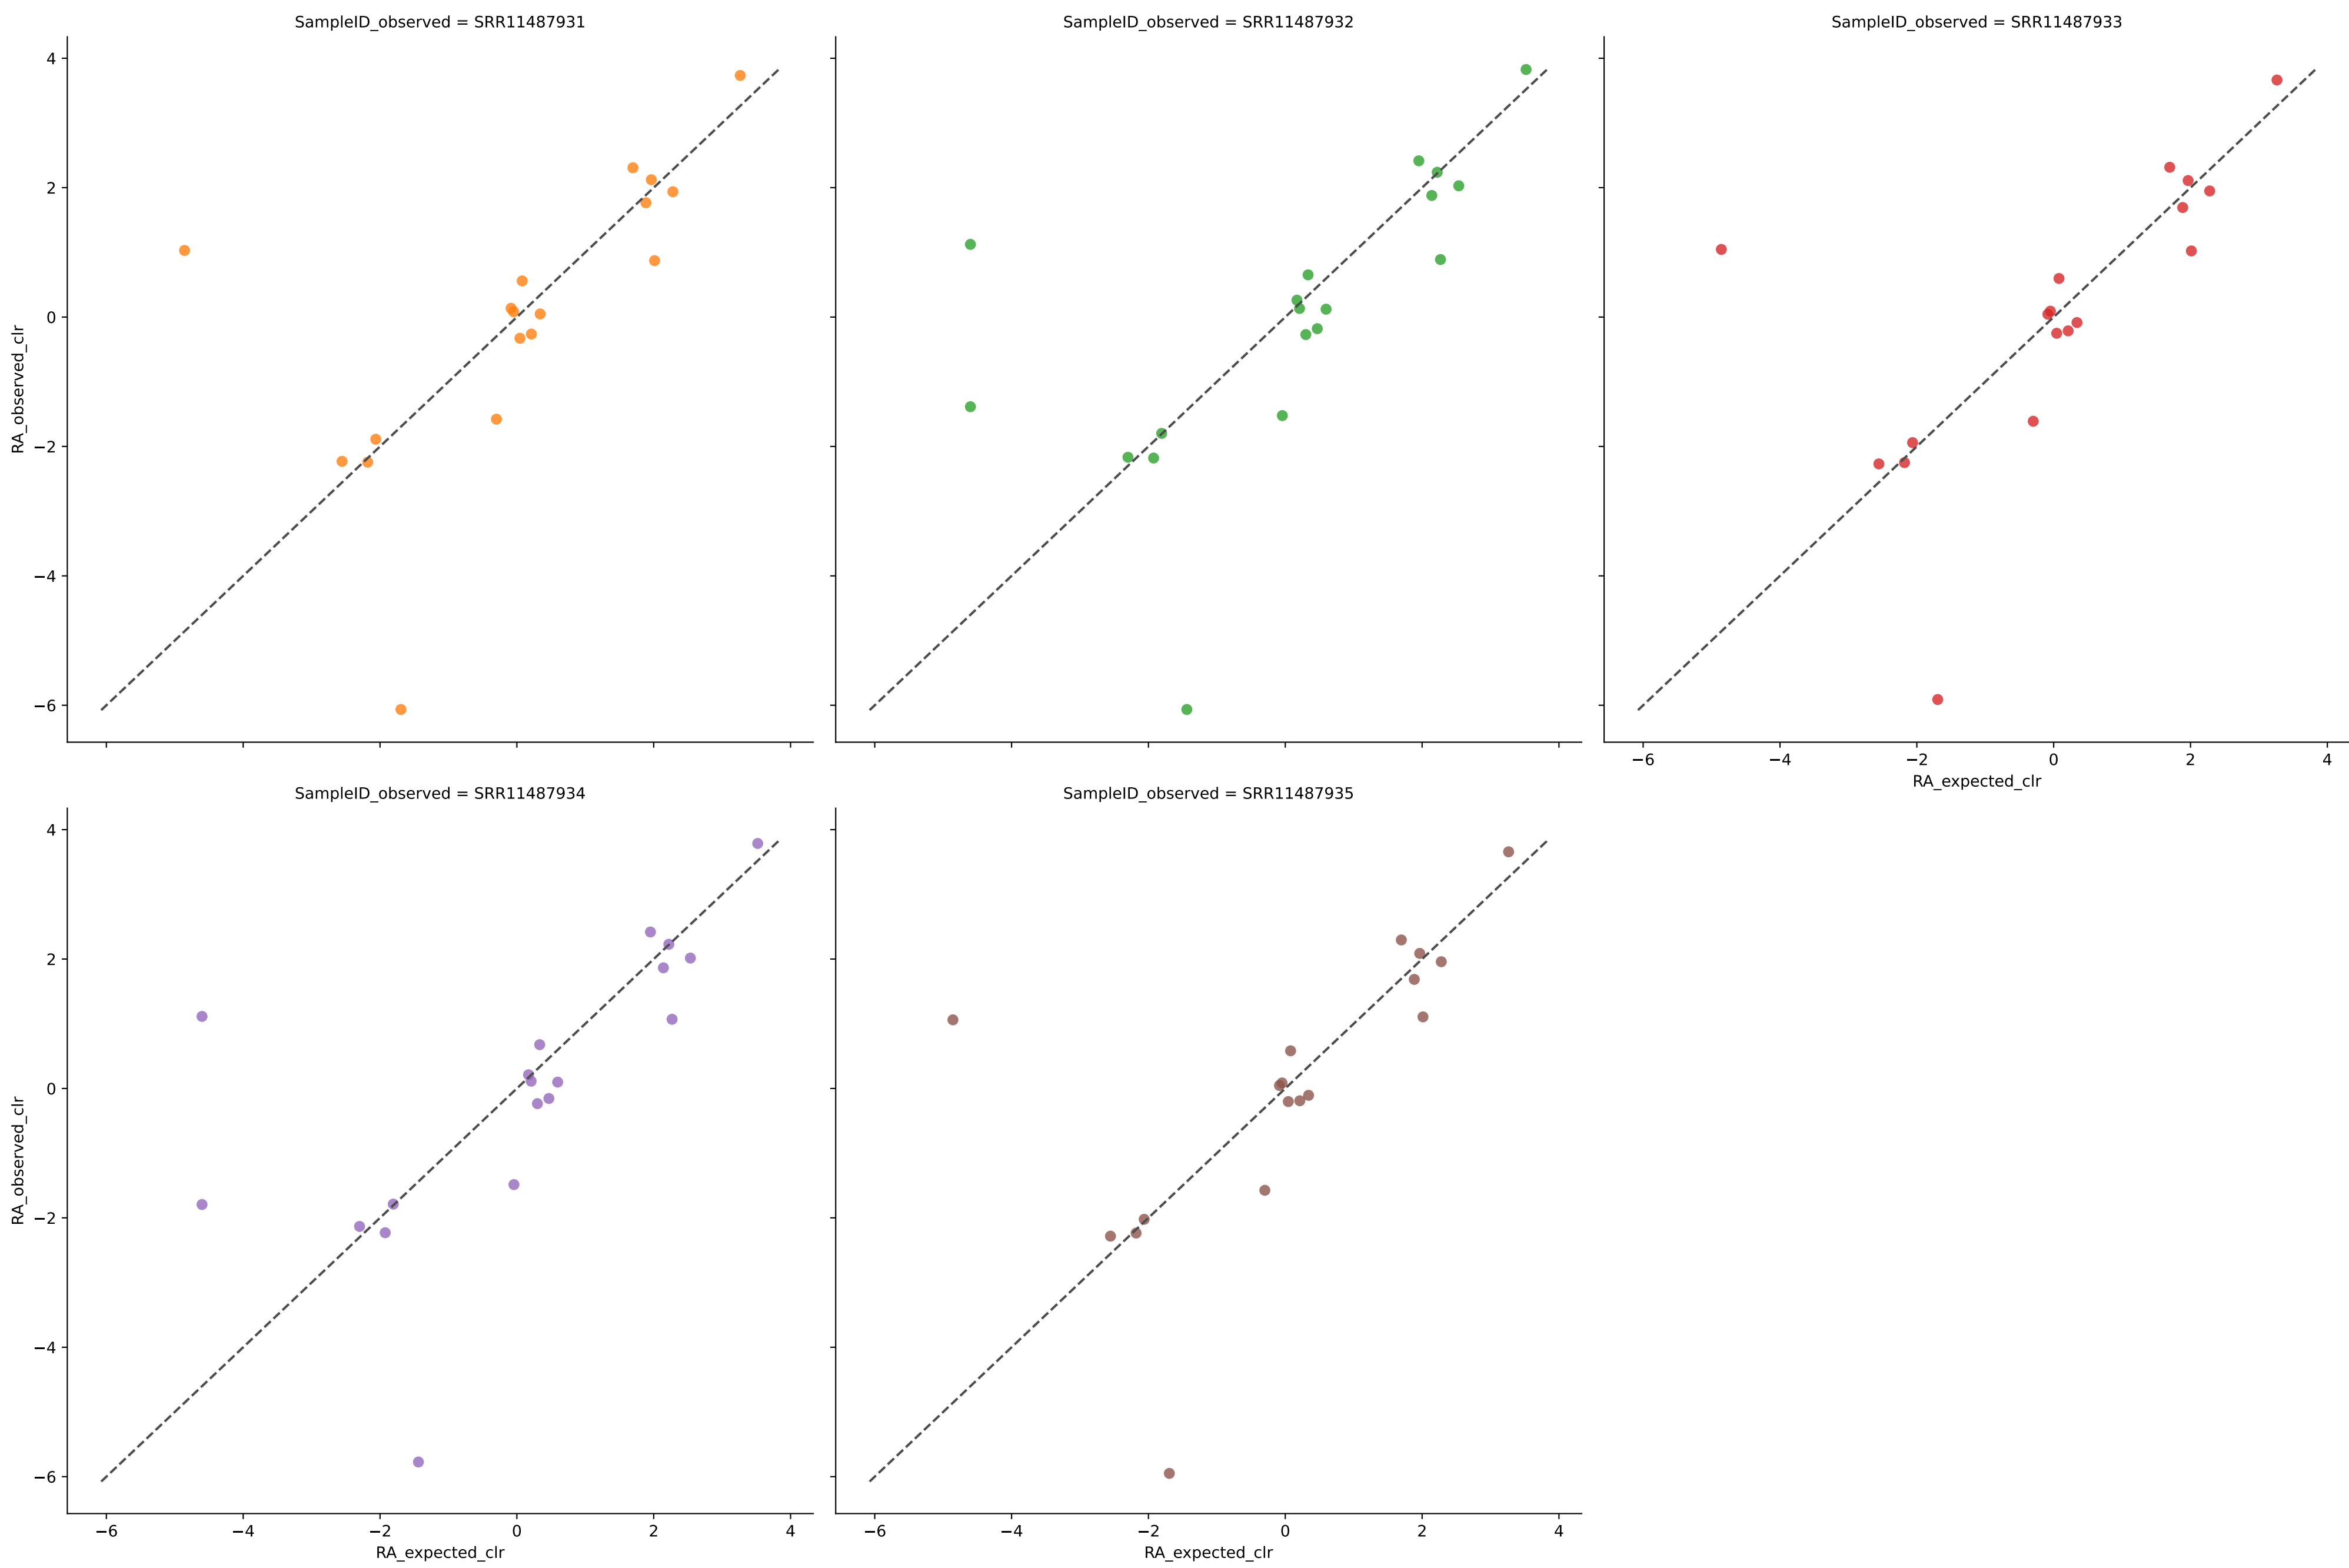 SampleID_observed = SRR11487931
SampleID_observed = SRR11487932
SampleID_observed = SRR11487933
4
2
0
−2
−4
−6
RA_observed_clr
−6 −4 −2 0 2 4
RA_expected_clr
SampleID_observed = SRR11487934
SampleID_observed = SRR11487935
4
2
0
−2
−4
−6
RA_observed_clr
−6 −4 −2 0 2 4
RA_expected_clr
−6 −4 −2 0 2 4
RA_expected_clr